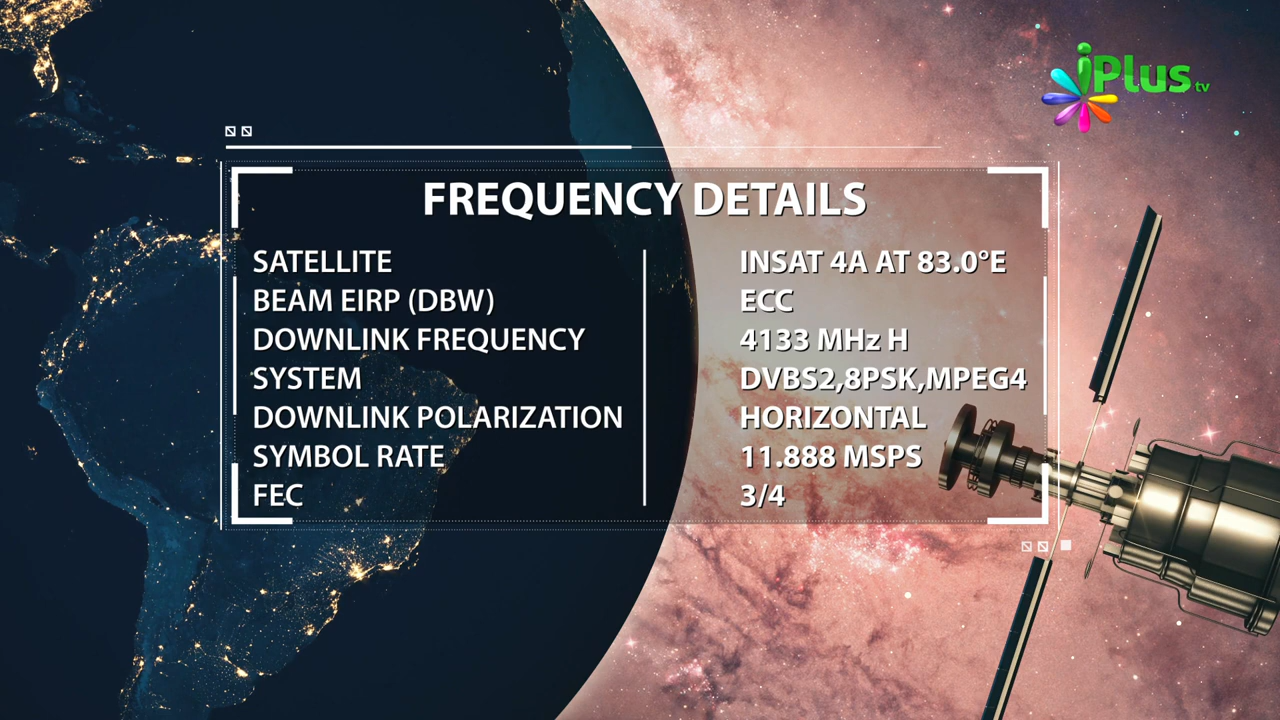 iPlus tv
FREQUENCY DETAILS
SATELLITE INSAT 4A AT 83.0°E
BEAM EIRP (DBW) ECC
DOWNLINK FREQUENCY 4133 MHz H
SYSTEM DVBS2,8PSK,MPEG4
DOWNLINK POLARIZATION HORIZONTAL
SYMBOL RATE 11.888 MSPS
FEC 3/4